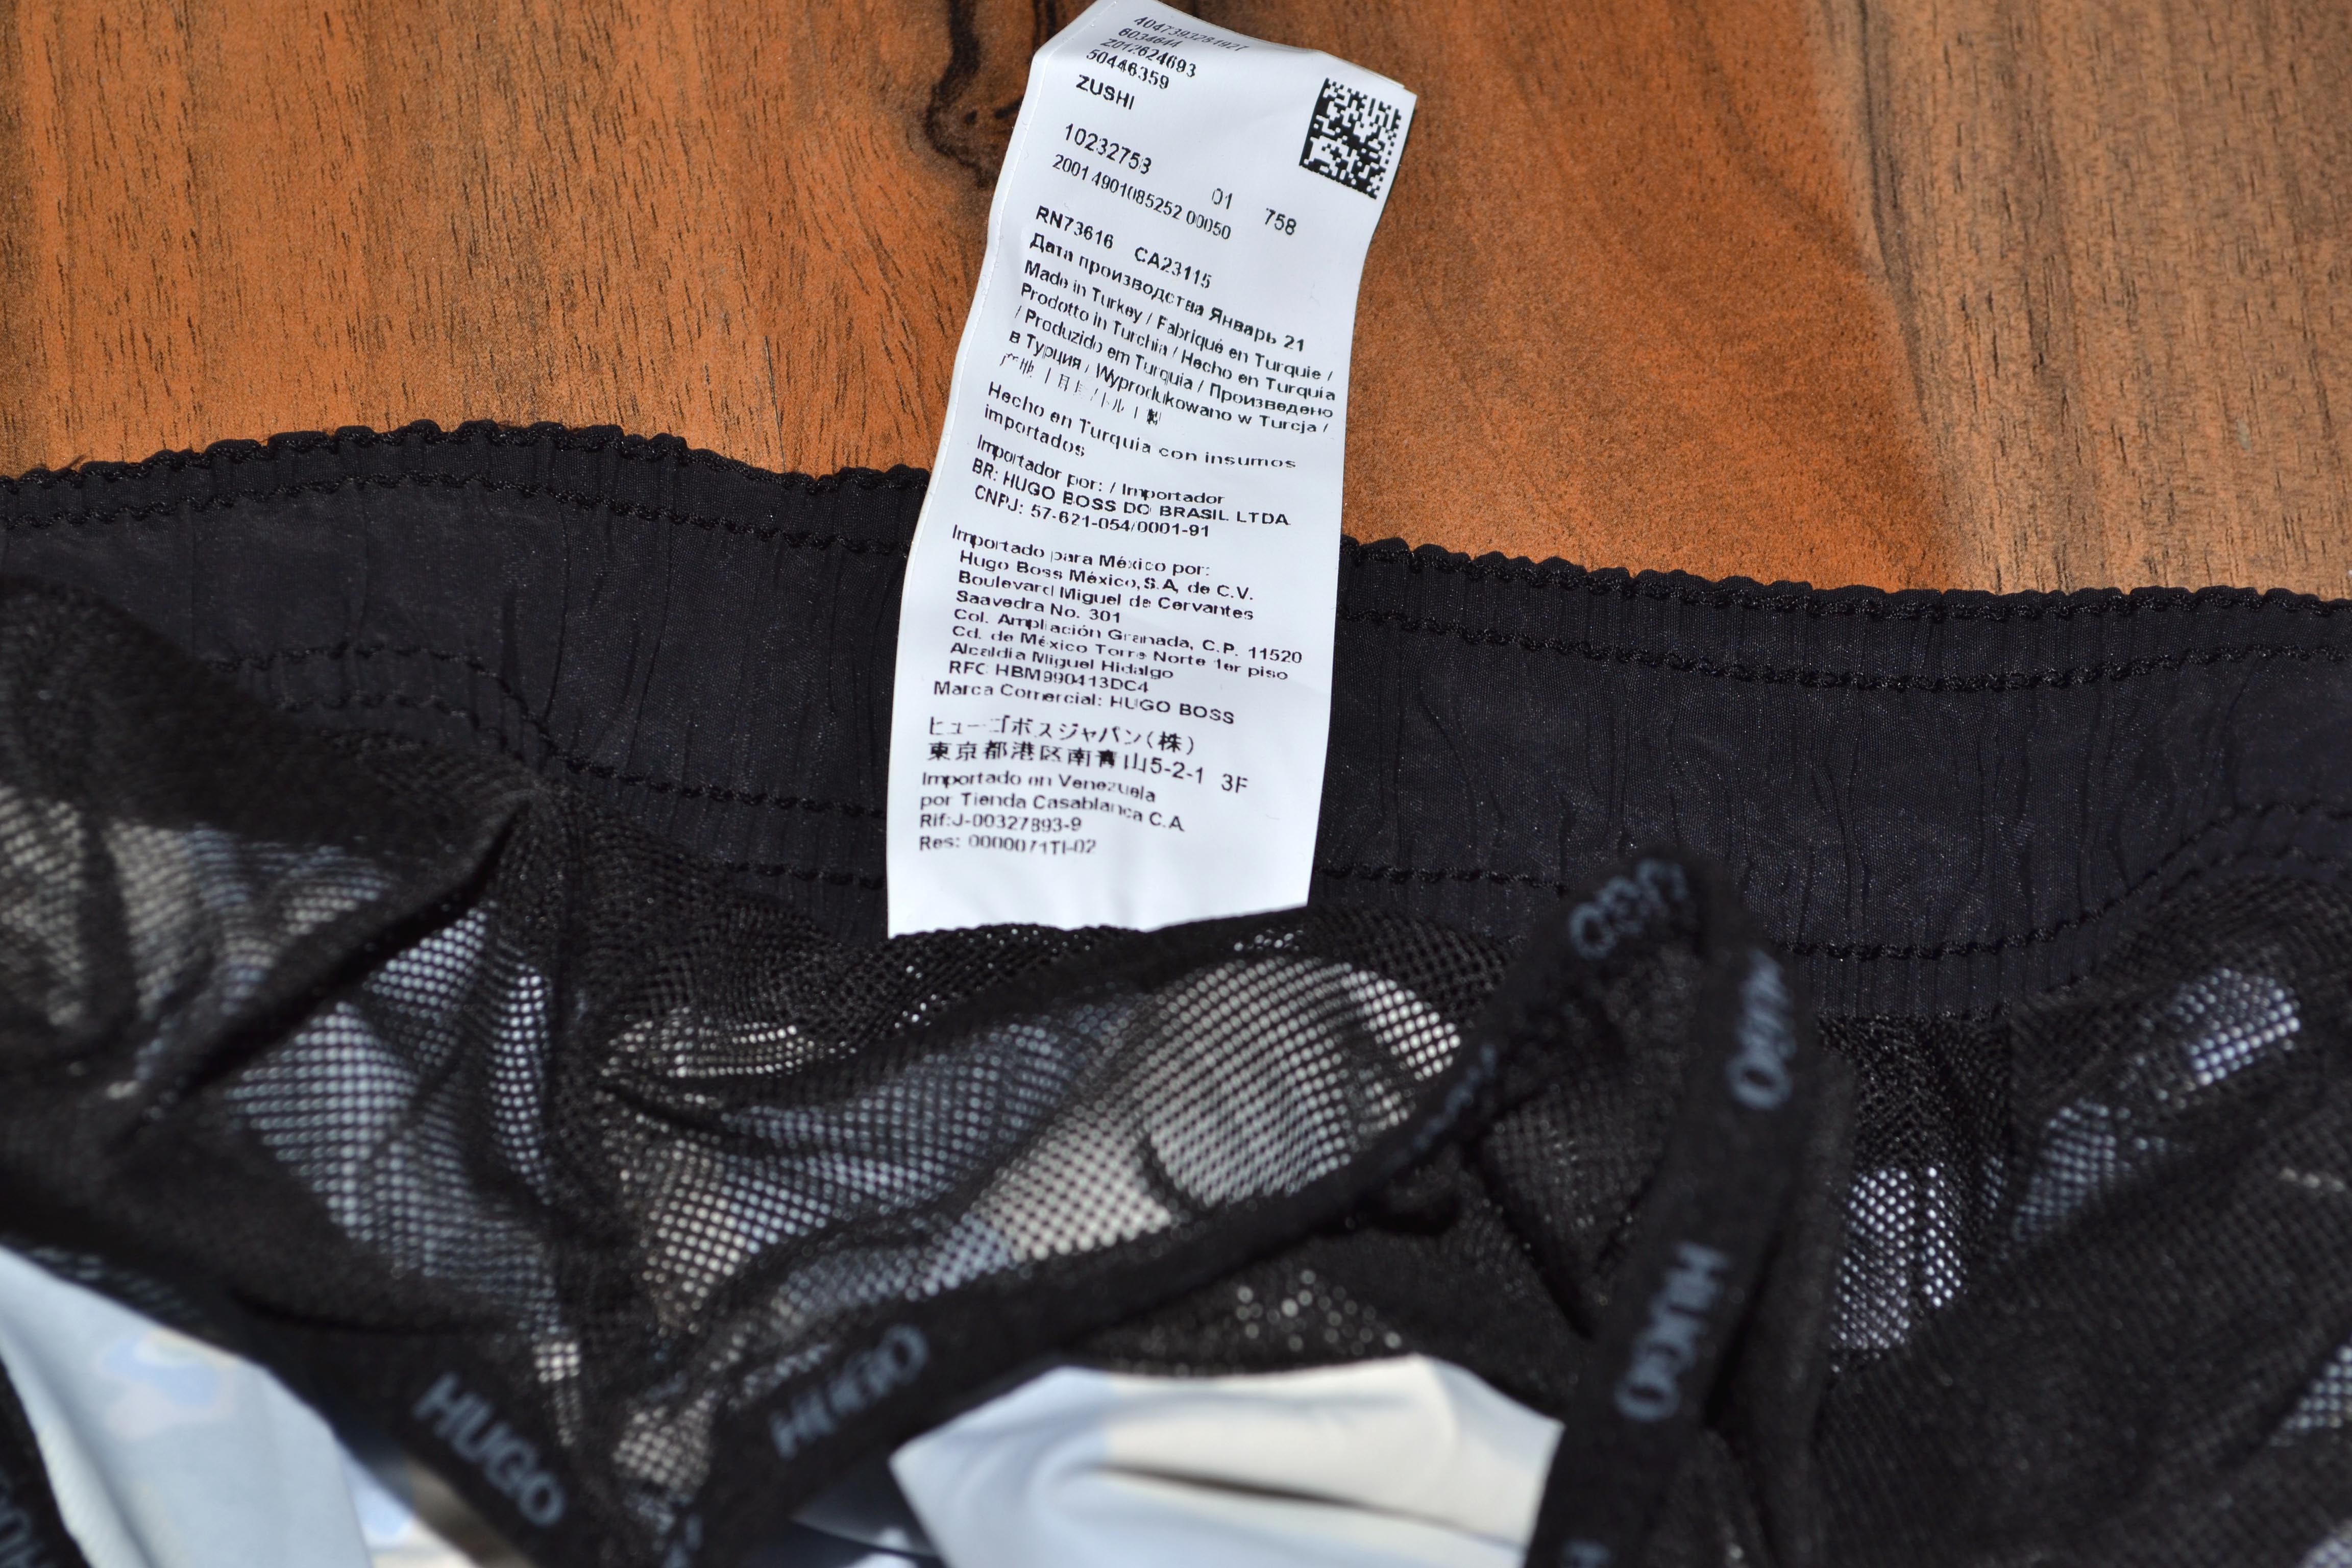 4047393281927
6034644
Z012624693
50446359
ZUSHI
10232753 01 758
2001 4901085252 00050
RN73616 CA23115
Дата производства Январь 21
Made in Turkey / Fabriqué en Turquie /
Prodotto in Turchia / Hecho en Turquia
/ Produzido em Turquia / Произведено
в Турция / Wyprodukowano w Turcja /
Hecho en Turquia con insumos
importados
Importador por: / Importador
BR: HUGO BOSS DO BRASIL LTDA
CNPJ: 57-621-054/0001-91
Importado para México por:
Hugo Boss México,S.A, de C.V.
Boulevard Miguel de Cervantes
Saavedra No. 301
Col. Ampliación Granada, C.P. 11520
Cd. de México Torre Norte 1er piso
Alcaldia Miguel Hidalgo
RFC HBM990413DC4
Marca Comercial: HUGO BOSS
ヒューゴボスジャパン(株)
東京都港区南青山5-2-1 3F
Importado en Venezuela
por Tienda Casablanca C.A
Rif:J-00327893-9
Res: 0000071TI-02
HUGO
HUGO
HUGO
HUGO